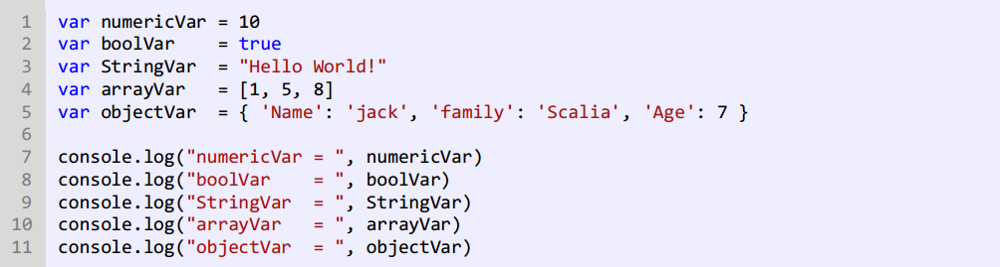 1 var numericVar = 10
2 var boolVar    = true
3 var StringVar  = "Hello World!"
4 var arrayVar   = [1, 5, 8]
5 var objectVar  = { 'Name': 'jack', 'family': 'Scalia', 'Age': 7 }
6
7 console.log("numericVar = ", numericVar)
8 console.log("boolVar    = ", boolVar)
9 console.log("StringVar  = ", StringVar)
10 console.log("arrayVar   = ", arrayVar)
11 console.log("objectVar  = ", objectVar)